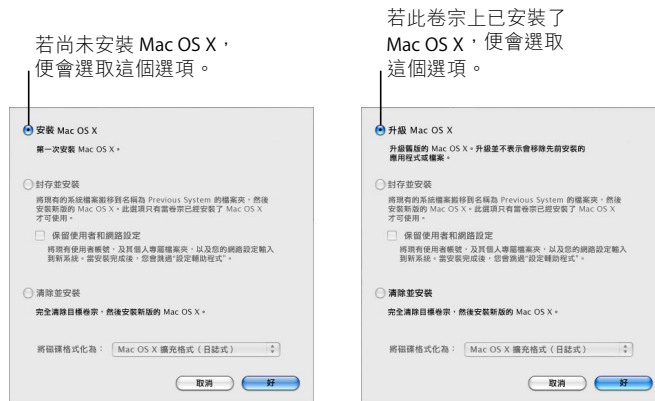 若尚未安裝 Mac OS X，
便會選取這個選項。
安裝 Mac OS X
第一次安裝 Mac OS X。
封存並安裝
將現有的系統檔案搬移到名稱為 Previous System 的檔案夾，然後
安裝新版的 Mac OS X。此選項只有當卷宗已經安裝了 Mac OS X
才可使用。
保留使用者和網路設定
將現有使用者帳號，及其個人專屬檔案夾，以及您的網路設定輸入
到新系統。當安裝完成後，您會跳過“設定輔助程式”。
清除並安裝
完全清除目標卷宗，然後安裝新版的 Mac OS X。
將磁碟格式化為：
Mac OS X 擴充格式（日誌式）
取消
好
若此卷宗上已安裝了
Mac OS X，便會選取
這個選項。
升級 Mac OS X
升級舊版的 Mac OS X。升級並不表示會移除先前安裝的
應用程式或檔案。
封存並安裝
將現有的系統檔案搬移到名稱為 Previous System 的檔案夾，然後
安裝新版的 Mac OS X。此選項只有當卷宗已經安裝了 Mac OS X
才可使用。
保留使用者和網路設定
將現有使用者帳號，及其個人專屬檔案夾，以及您的網路設定輸入
到新系統。當安裝完成後，您會跳過“設定輔助程式”。
清除並安裝
完全清除目標卷宗，然後安裝新版的 Mac OS X。
將磁碟格式化為：
Mac OS X 擴充格式（日誌式）
取消
好